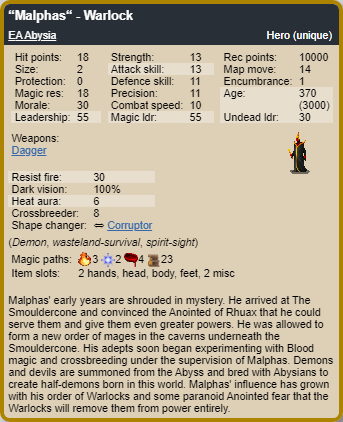 “Malphas“ - Warlock
EA Abysia Hero (unique)
Hit points: 18 Strength: 13 Rec points: 10000
Size: 2 Attack skill: 13 Map move: 14
Protection: 0 Defence skill: 11 Encumbrance: 1
Magic res: 18 Precision: 11 Age: 370
Morale: 30 Combat speed: 10 (3000)
Leadership: 55 Magic ldr: 55 Undead ldr: 30
Weapons:
Dagger
Resist fire: 30
Dark vision: 100%
Heat aura: 6
Crossbreeder: 8
Shape changer: ⇔ Corruptor
(Demon, wasteland-survival, spirit-sight)
Magic paths: 3 2 4 23
Item slots: 2 hands, head, body, feet, 2 misc
Malphas' early years are shrouded in mystery. He arrived at The
Smouldercone and convinced the Anointed of Rhuax that he could
serve them and give them even greater powers. He was allowed to
form a new order of mages in the caverns underneath the
Smouldercone. His adepts soon began experimenting with Blood
magic and crossbreeding under the supervision of Malphas. Demons
and devils are summoned from the Abyss and bred with Abysians to
create half-demons born in this world. Malphas' influence has grown
with his order of Warlocks and some paranoid Anointed fear that the
Warlocks will remove them from power entirely.